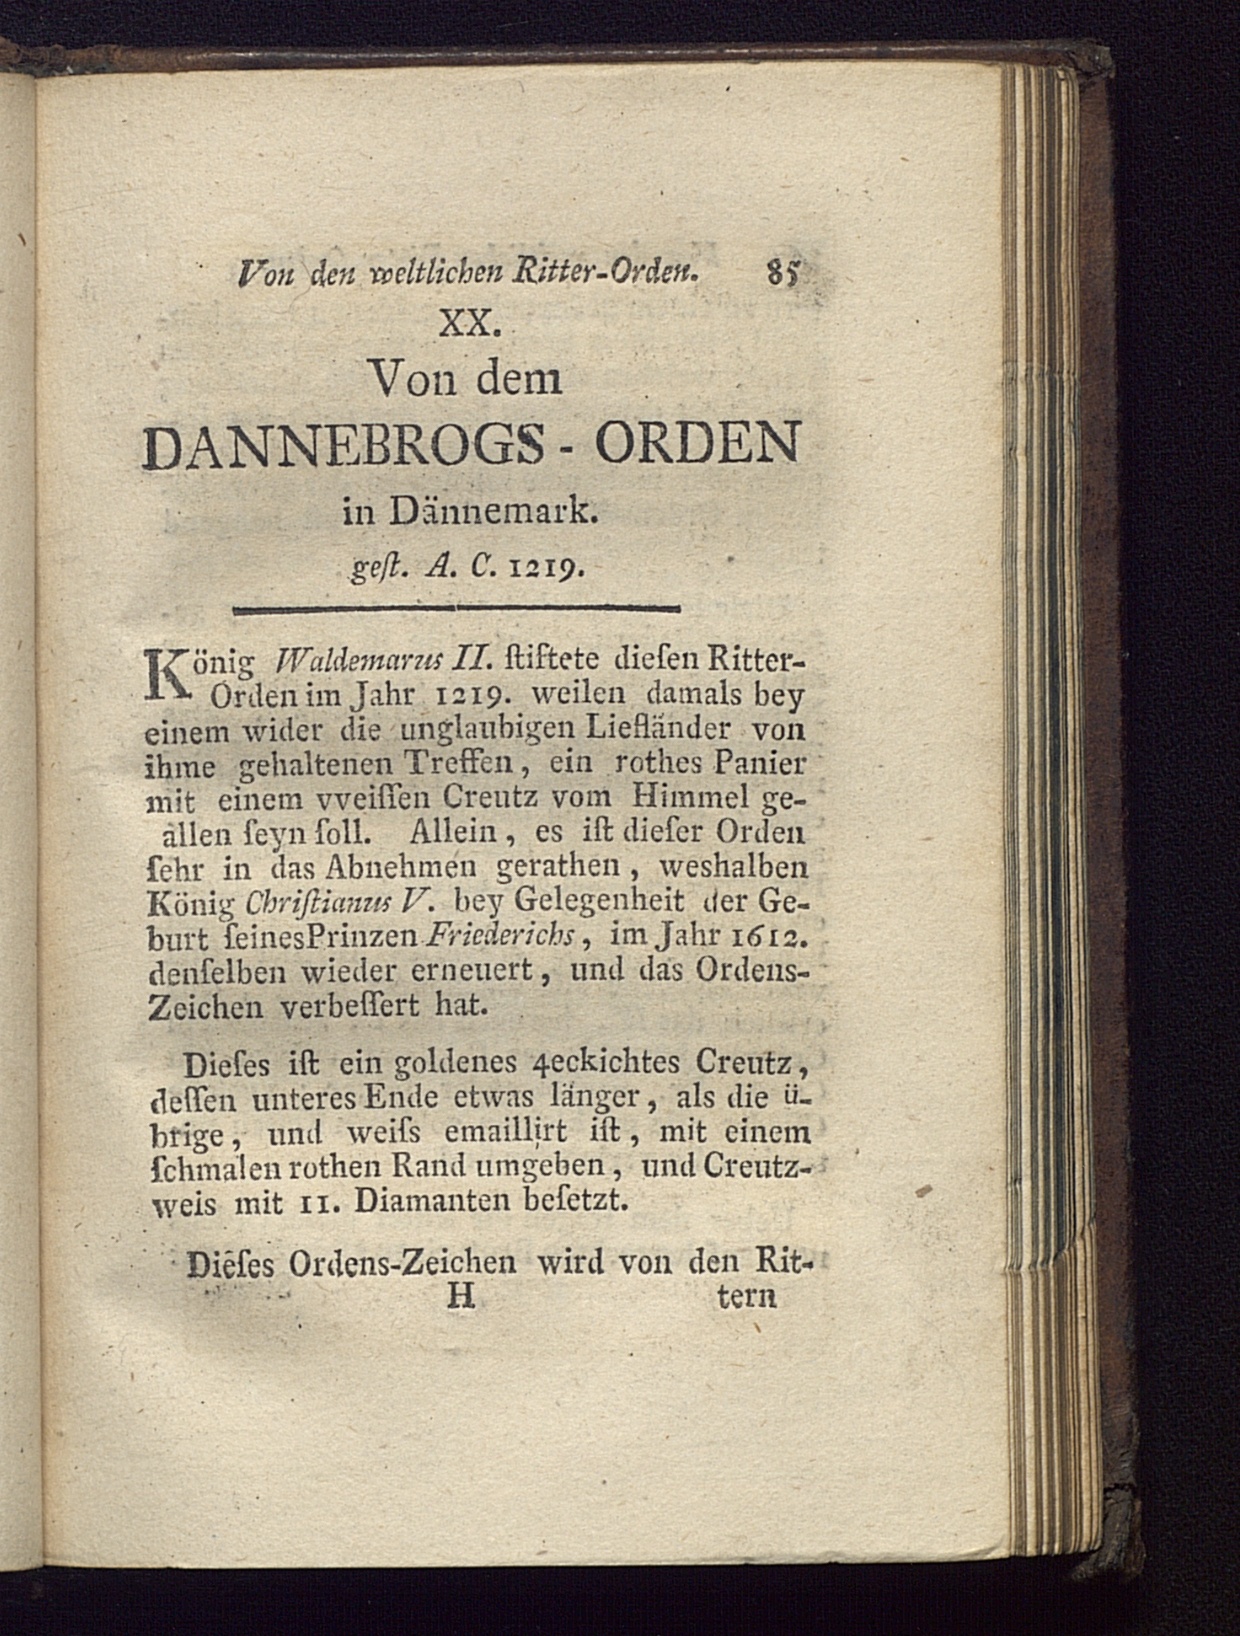 Von den weltlichen Ritter-Orden. 85
XX.
Von dem
DANNEBROGS - ORDEN
in Dännemark.
geſt. A. C. 1219.
König Waldemarus II. ſtiftete dieſen Ritter-
Orden im Jahr 1219. weilen damals bey
einem wider die unglaubigen Liefländer von
ihme gehaltenen Treffen, ein rothes Panier
mit einem vveiſſen Creutz vom Himmel ge-
allen ſeyn ſoll. Allein, es iſt dieſer Orden
ſehr in das Abnehmen gerathen, weshalben
König Chriſtianus V. bey Gelegenheit der Ge-
burt ſeinesPrinzen Friederichs, im Jahr 1612.
denſelben wieder erneuert, und das Ordens-
Zeichen verbeſſert hat.
Dieſes iſt ein goldenes 4eckichtes Creutz,
deſſen unteres Ende etwas länger, als die ü-
brige, und weiſs emaillirt iſt, mit einem
ſchmalen rothen Rand umgeben, und Creutz-
weis mit 11. Diamanten beſetzt.
Dieſes Ordens-Zeichen wird von den Rit-
H tern